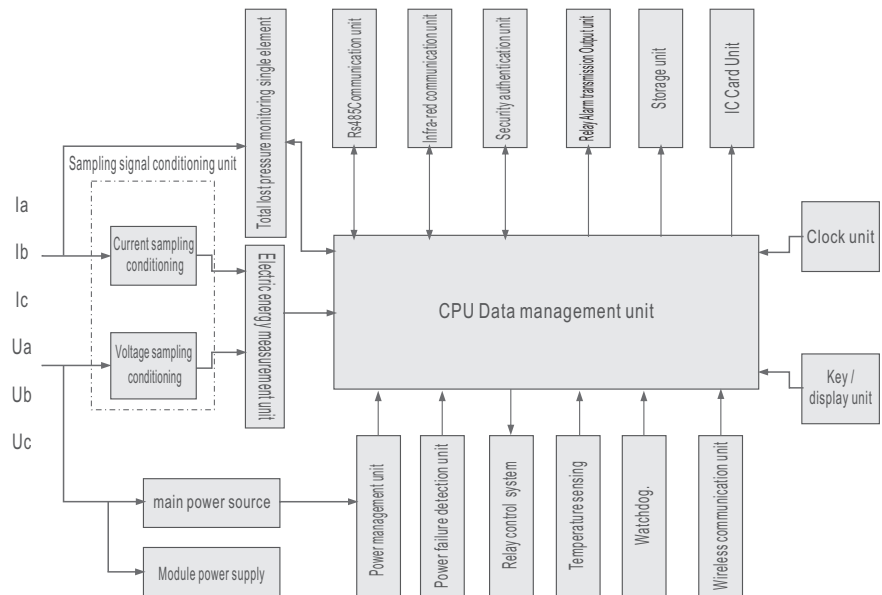 Total lost pressure monitoring single element
Rs485Communication unit
Infra-red communication unit
Security authentication unit
Relay Alarm transmission Output unit
Storage unit
IC Card Unit
Sampling signal conditioning unit
Ia
Ib
Ic
Ua
Ub
Uc
Current sampling
conditioning
Voltage sampling
conditioning
Electric energy measurement unit
CPU Data management unit
Clock unit
Key /
display unit
main power source
Module power supply
Power management unit
Power failure detection unit
Relay control system
Temperature sensing
Watchdog.
Wireless communication unit